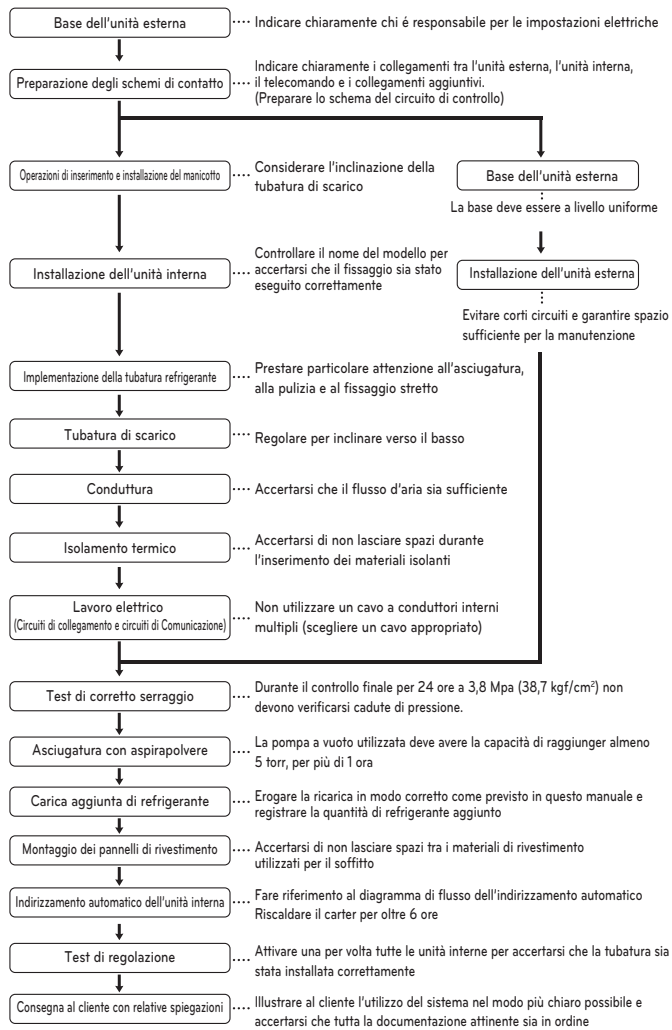 Base dell'unità esterna
Indicare chiaramente chi é responsabile per le impostazioni elettriche
Preparazione degli schemi di contatto
Indicare chiaramente i collegamenti tra l'unità esterna, l'unità interna,
il telecomando e i collegamenti aggiuntivi.
(Preparare lo schema del circuito di controllo)
Operazioni di inserimento e installazione del manicotto
Considerare l'inclinazione della
tubatura di scarico
Base dell'unità esterna
La base deve essere a livello uniforme
Installazione dell'unità interna
Controllare il nome del modello per
accertarsi che il fissaggio sia stato
eseguito correttamente
Installazione dell'unità esterna
Evitare corti circuiti e garantire spazio
sufficiente per la manutenzione
Implementazione della tubatura refrigerante
Prestare particolare attenzione all'asciugatura,
alla pulizia e al fissaggio stretto
Tubatura di scarico
Regolare per inclinare verso il basso
Conduttura
Accertarsi che il flusso d'aria sia sufficiente
Isolamento termico
Accertarsi di non lasciare spazi durante
l'inserimento dei materiali isolanti
Lavoro elettrico
(Circuiti di collegamento e circuiti di Comunicazione)
Non utilizzare un cavo a conduttori interni
multipli (scegliere un cavo appropriato)
Test di corretto serraggio
Durante il controllo finale per 24 ore a 3,8 Mpa (38,7 kgf/cm²) non
devono verificarsi cadute di pressione.
Asciugatura con aspirapolvere
La pompa a vuoto utilizzata deve avere la capacità di raggiunger almeno
5 torr, per più di 1 ora
Carica aggiunta di refrigerante
Erogare la ricarica in modo corretto come previsto in questo manuale e
registrare la quantità di refrigerante aggiunto
Montaggio dei pannelli di rivestimento
Accertarsi di non lasciare spazi tra i materiali di rivestimento
utilizzati per il soffitto
Indirizzamento automatico dell'unità interna
Fare riferimento al diagramma di flusso dell'indirizzamento automatico
Riscaldare il carter per oltre 6 ore
Test di regolazione
Attivare una per volta tutte le unità interne per accertarsi che la tubatura sia
stata installata correttamente
Consegna al cliente con relative spiegazioni
Illustrare al cliente l'utilizzo del sistema nel modo più chiaro possibile e
accertarsi che tutta la documentazione attinente sia in ordine